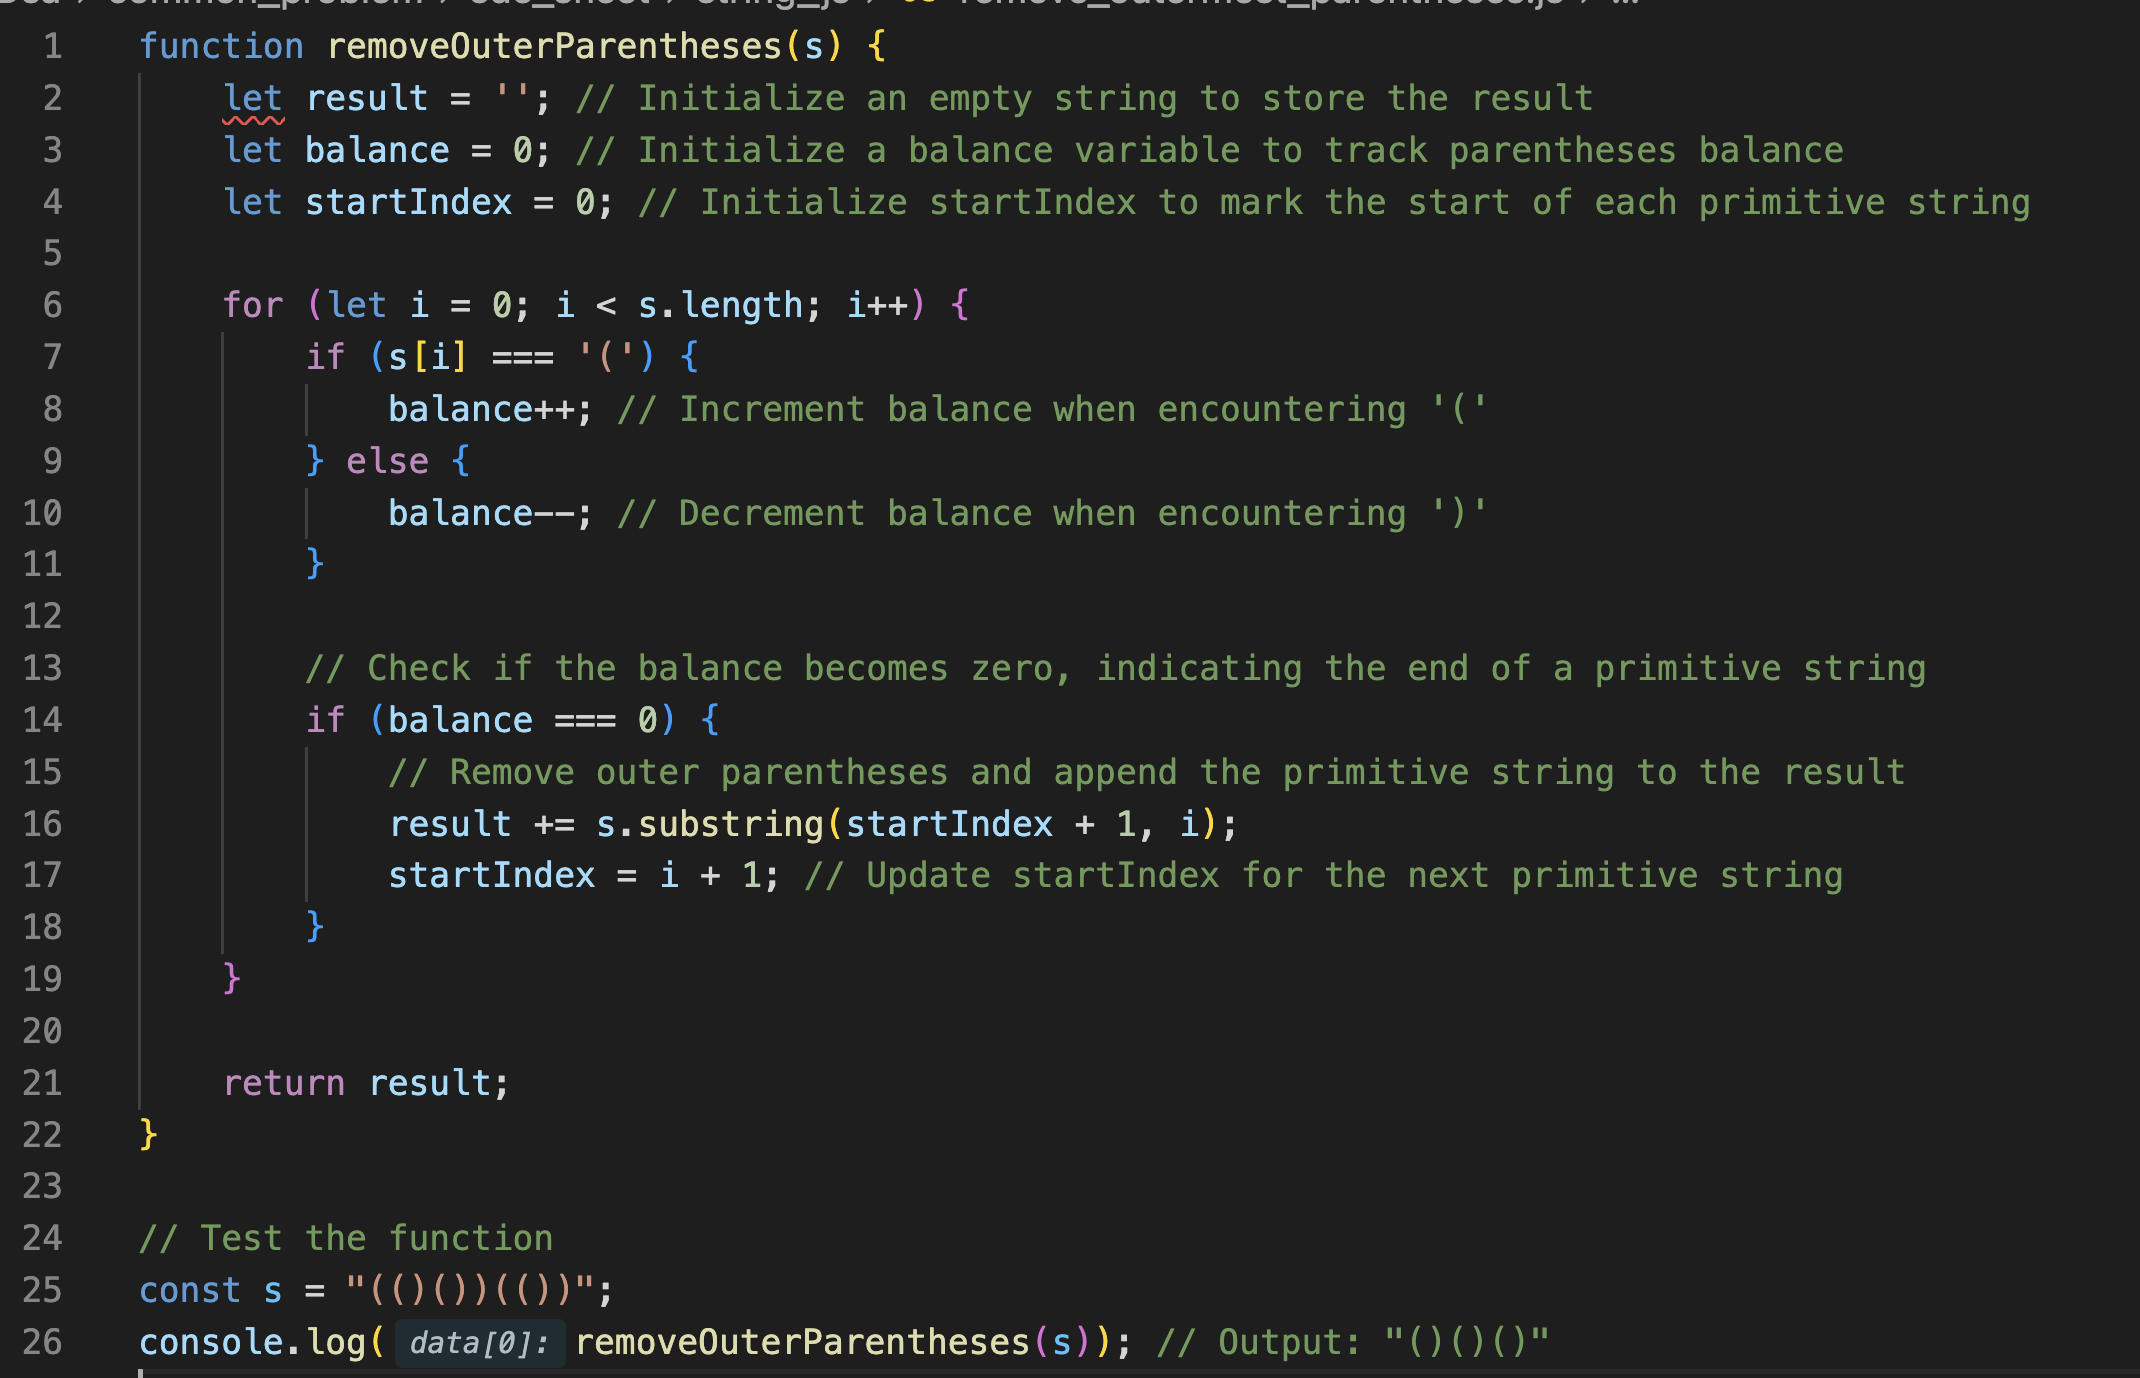 1 function removeOuterParentheses(s) {
2 let result = ''; // Initialize an empty string to store the result
3 let balance = 0; // Initialize a balance variable to track parentheses balance
4 let startIndex = 0; // Initialize startIndex to mark the start of each primitive string
5
6 for (let i = 0; i < s.length; i++) {
7 if (s[i] === '(') {
8 balance++; // Increment balance when encountering '('
9 } else {
10 balance--; // Decrement balance when encountering ')'
11 }
12
13 // Check if the balance becomes zero, indicating the end of a primitive string
14 if (balance === 0) {
15 // Remove outer parentheses and append the primitive string to the result
16 result += s.substring(startIndex + 1, i);
17 startIndex = i + 1; // Update startIndex for the next primitive string
18 }
19 }
20
21 return result;
22 }
23
24 // Test the function
25 const s = "(()())(())";
26 console.log( data[0]: removeOuterParentheses(s)); // Output: "()()()"